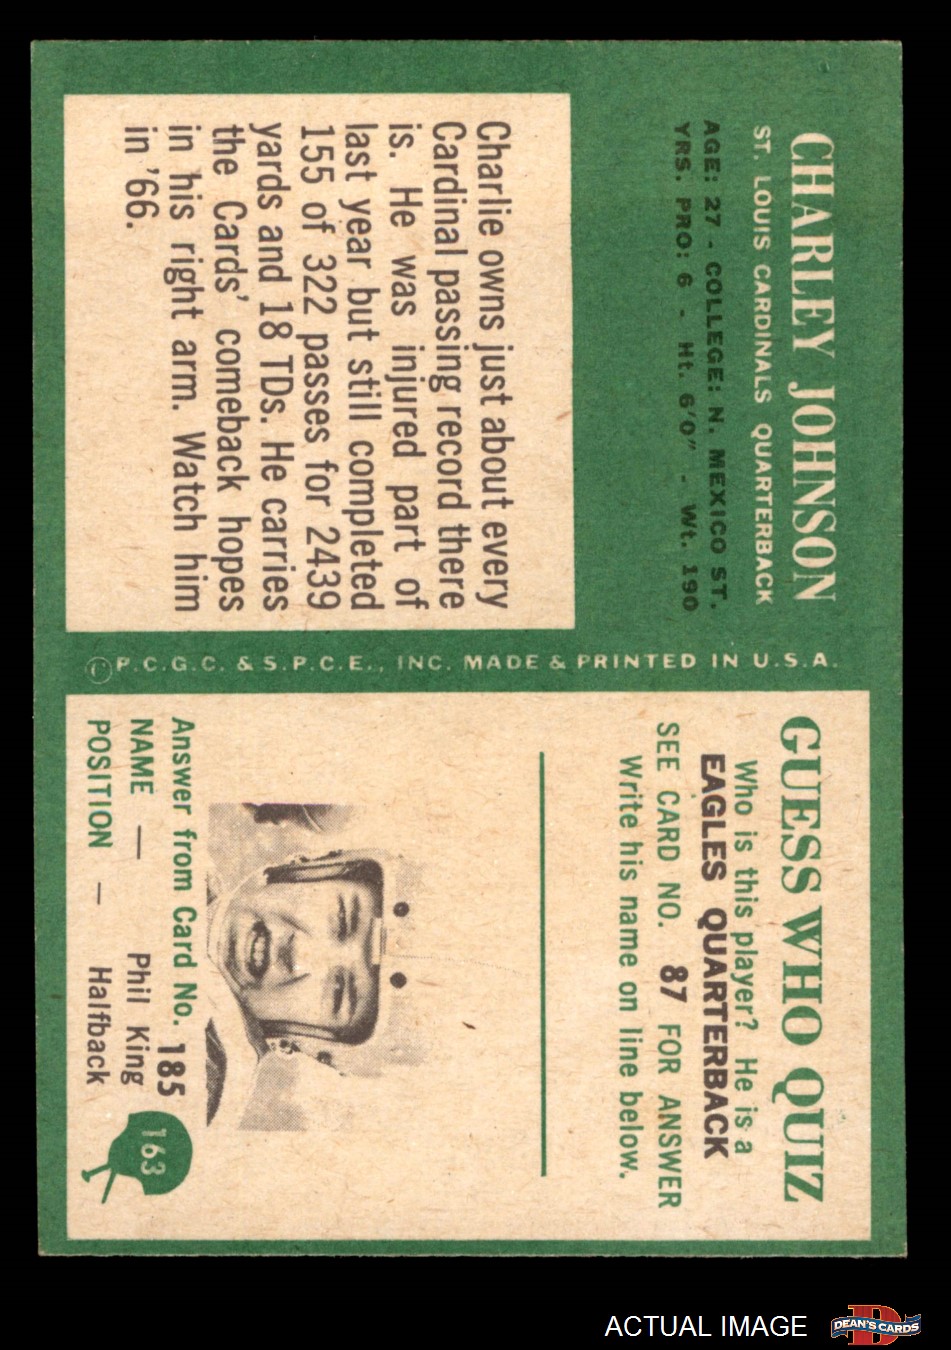 CHARLEY JOHNSON
ST. LOUIS CARDINALS QUARTERBACK
AGE: 27 - COLLEGE: N. MEXICO ST.
YRS. PRO: 6 - Ht. 6'0" - Wt. 190
Charlie owns just about every
Cardinal passing record there
is. He was injured part of
last year but still completed
155 of 322 passes for 2439
yards and 18 TDs. He carries
the Cards' comeback hopes
in his right arm. Watch him
in '66.
©P.C.G.C. & S.P.C.E., INC. MADE & PRINTED IN U.S.A.
GUESS WHO QUIZ
Who is this player? He is a
EAGLES QUARTERBACK
SEE CARD NO. 87 FOR ANSWER
Write his name on line below.
Answer from Card No. 185
NAME — Phil King
POSITION — Halfback
163
ACTUAL IMAGE
D
DEAN'S CARDS